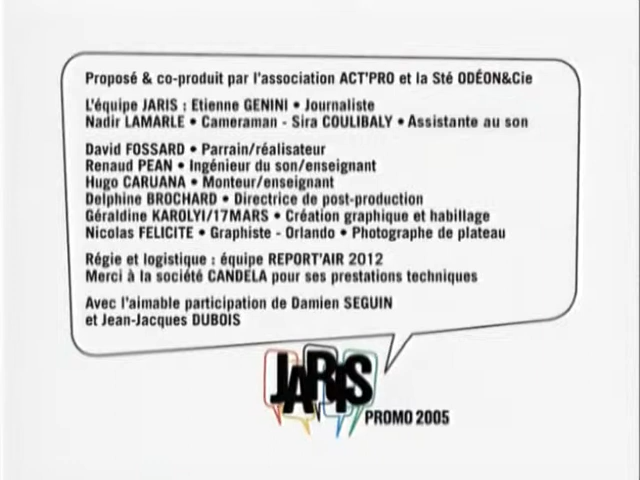 Proposé & co-produit par l'association ACT'PRO et la Sté ODÉON&Cie
L'équipe JARIS : Etienne GENINI • Journaliste
Nadir LAMARLE • Cameraman - Sira COULIBALY • Assistante au son
David FOSSARD • Parrain/réalisateur
Renaud PEAN • Ingénieur du son/enseignant
Hugo CARUANA • Monteur/enseignant
Delphine BROCHARD • Directrice de post-production
Géraldine KAROLYI/17MARS • Création graphique et habillage
Nicolas FELICITE • Graphiste - Orlando • Photographe de plateau
Régie et logistique : équipe REPORT'AIR 2012
Merci à la société CANDELA pour ses prestations techniques
Avec l'aimable participation de Damien SEGUIN
et Jean-Jacques DUBOIS
JARIS
PROMO 2005